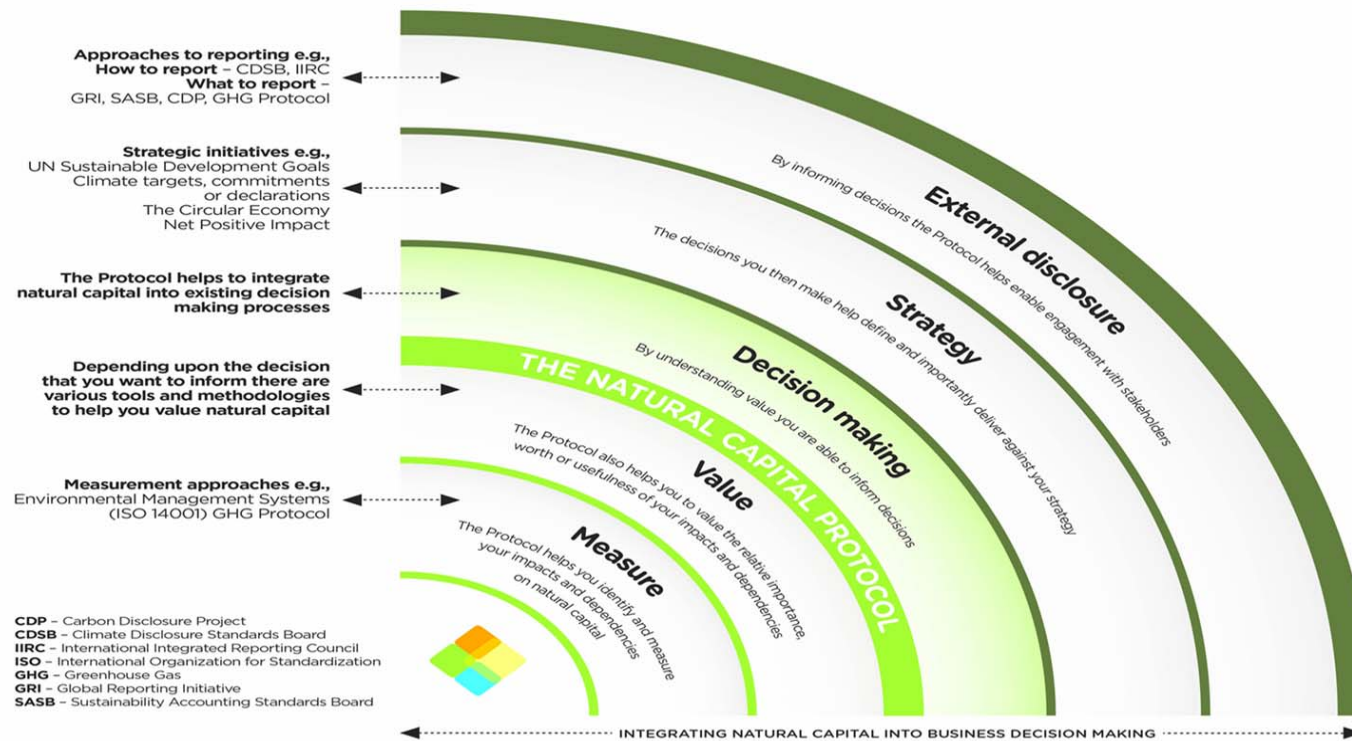 Approaches to reporting e.g.,
How to report – CDSB, IIRC
What to report –
GRI, SASB, CDP, GHG Protocol
Strategic initiatives e.g.,
UN Sustainable Development Goals
Climate targets, commitments
or declarations
The Circular Economy
Net Positive Impact
The Protocol helps to integrate
natural capital into existing decision
making processes
Depending upon the decision
that you want to inform there are
various tools and methodologies
to help you value natural capital
Measurement approaches e.g.,
Environmental Management Systems
(ISO 14001) GHG Protocol
CDP – Carbon Disclosure Project
CDSB – Climate Disclosure Standards Board
IIRC – International Integrated Reporting Council
ISO – International Organization for Standardization
GHG – Greenhouse Gas
GRI – Global Reporting Initiative
SASB – Sustainability Accounting Standards Board
External disclosure
By informing decisions the Protocol helps enable engagement with stakeholders
Strategy
The decisions you then make help define and importantly deliver against your strategy
Decision making
By understanding value you are able to inform decisions
THE NATURAL CAPITAL PROTOCOL
Value
The Protocol also helps you to value the relative importance,
worth or usefulness of your impacts and dependencies
Measure
The Protocol helps you identify and measure
your impacts and dependencies
on natural capital
INTEGRATING NATURAL CAPITAL INTO BUSINESS DECISION MAKING